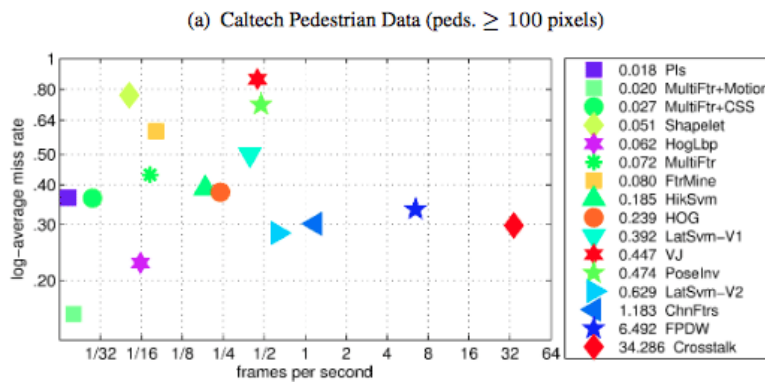 (a) Caltech Pedestrian Data (peds. ≥ 100 pixels)
1
.80
.64
.50
.40
.30
.20
log-average miss rate
1/32 1/16 1/8 1/4 1/2 1 2 4 8 16 32 64
frames per second
0.018 Pls
0.020 MultiFtr+Motion
0.027 MultiFtr+CSS
0.051 Shapelet
0.062 HogLbp
0.072 MultiFtr
0.080 FtrMine
0.185 HikSvm
0.239 HOG
0.392 LatSvm-V1
0.447 VJ
0.474 PoseInv
0.629 LatSvm-V2
1.183 ChnFtrs
6.492 FPDW
34.286 Crosstalk